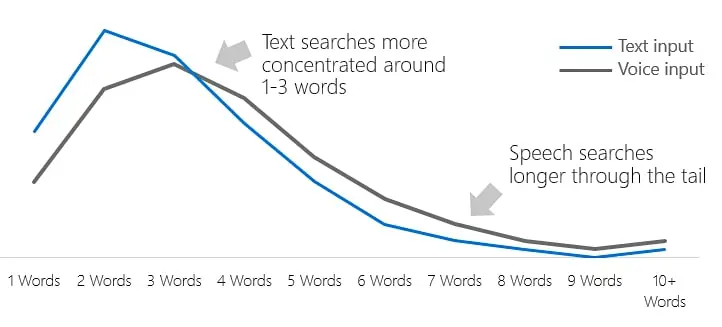 Text searches more
concentrated around
1-3 words
Text input
Voice input
Speech searches
longer through the tail
1 Words
2 Words
3 Words
4 Words
5 Words
6 Words
7 Words
8 Words
9 Words
10+
Words